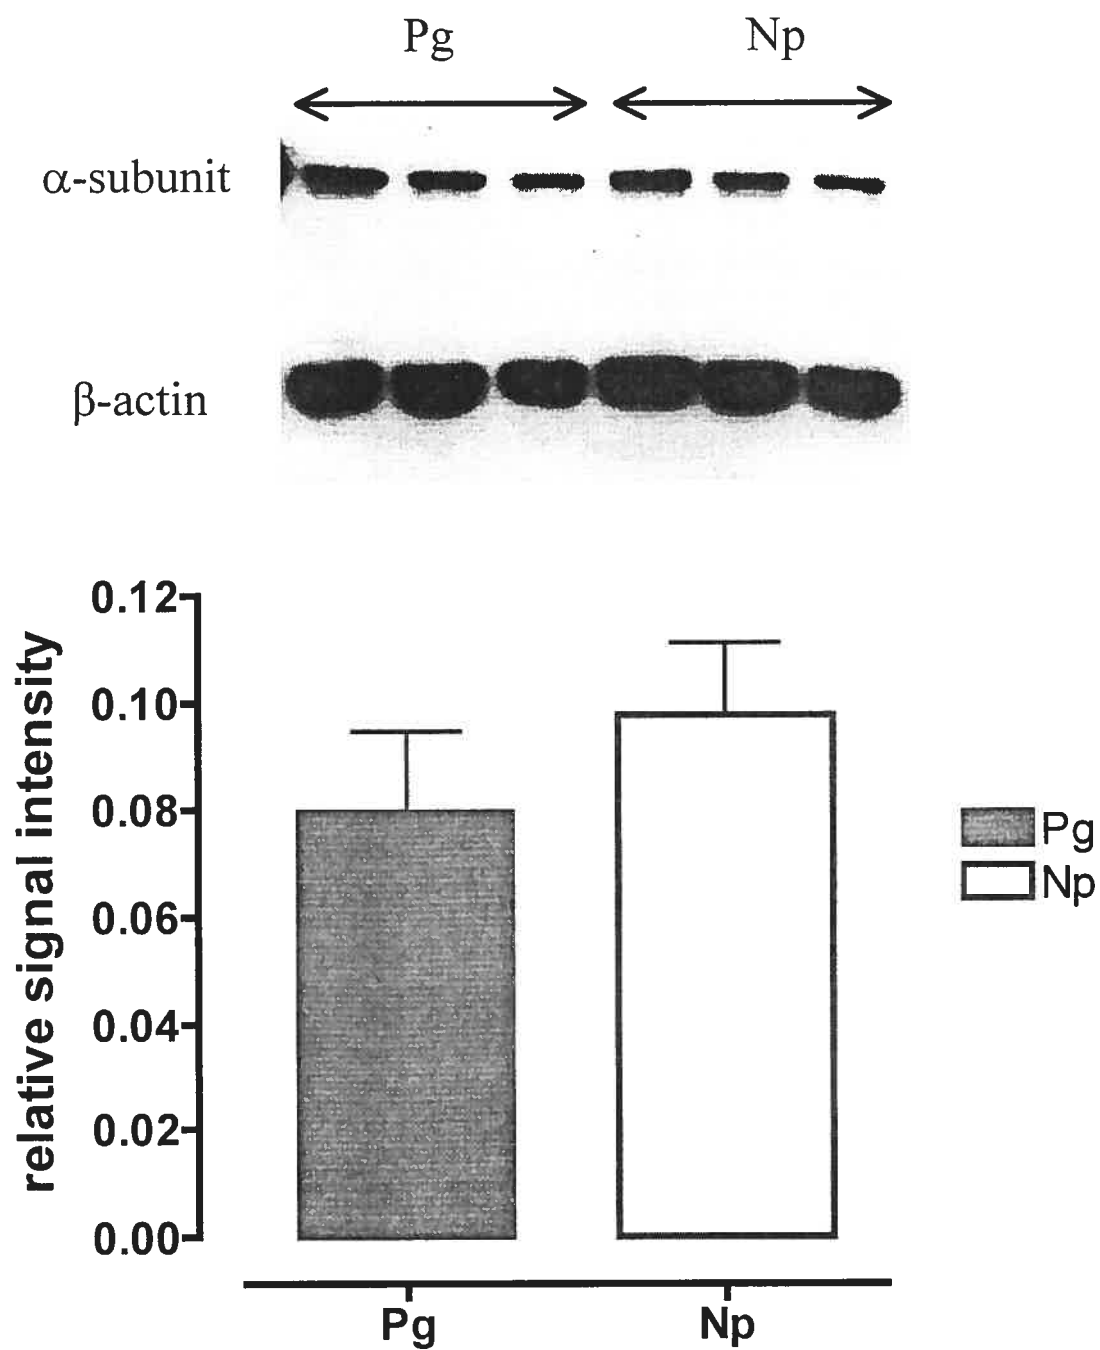 Pg Np
α-subunit
β-actin
0.12
0.10
0.08
0.06
0.04
0.02
0.00
relative signal intensity
Pg
Np
Pg Np